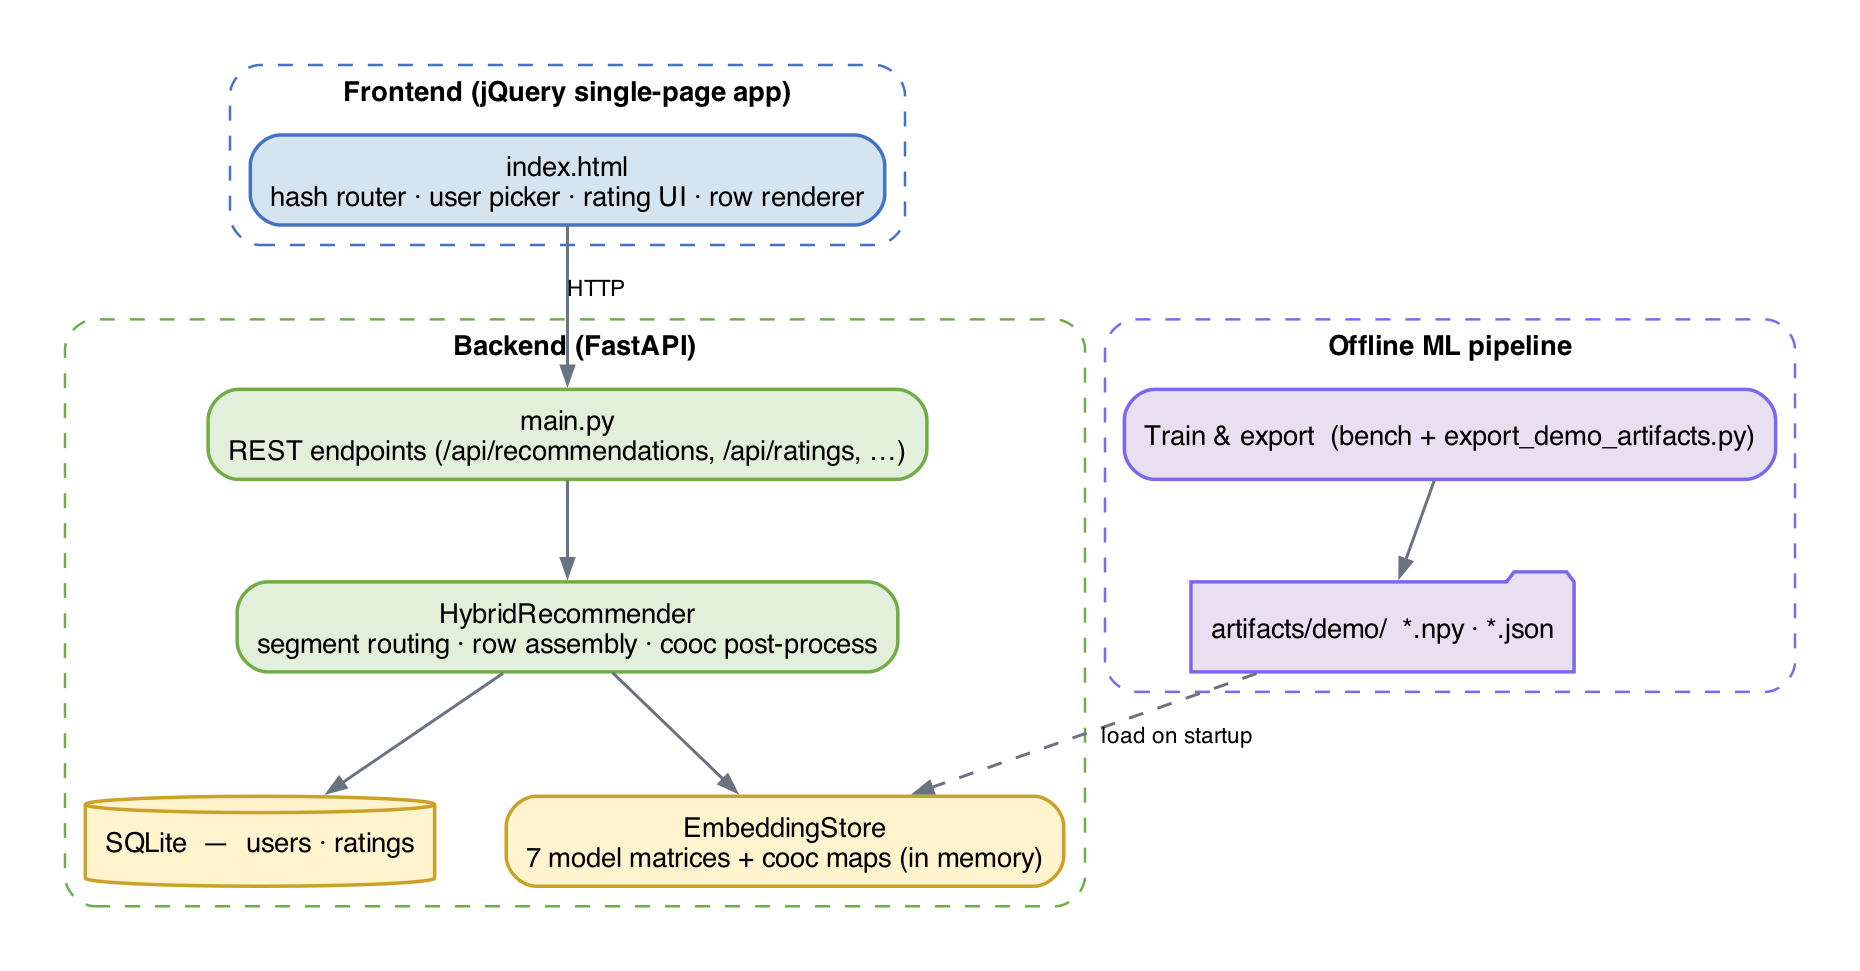 Frontend (jQuery single-page app)
index.html
hash router · user picker · rating UI · row renderer
HTTP
Backend (FastAPI)
main.py
REST endpoints (/api/recommendations, /api/ratings, …)
HybridRecommender
segment routing · row assembly · cooc post-process
SQLite — users · ratings
EmbeddingStore
7 model matrices + cooc maps (in memory)
Offline ML pipeline
Train & export (bench + export_demo_artifacts.py)
artifacts/demo/ *.npy · *.json
load on startup